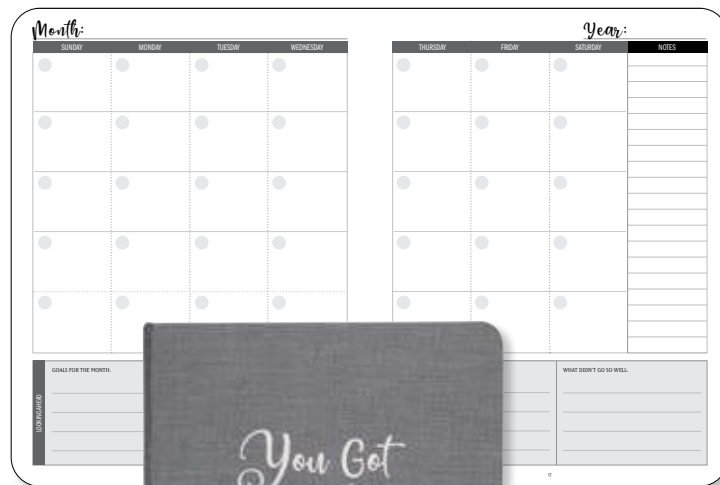 Month:
Year:
SUNDAY MONDAY TUESDAY WEDNESDAY THURSDAY FRIDAY SATURDAY NOTES
LOOKING AHEAD
GOALS FOR THE MONTH:
WHAT DIDN'T GO SO WELL:
You Got